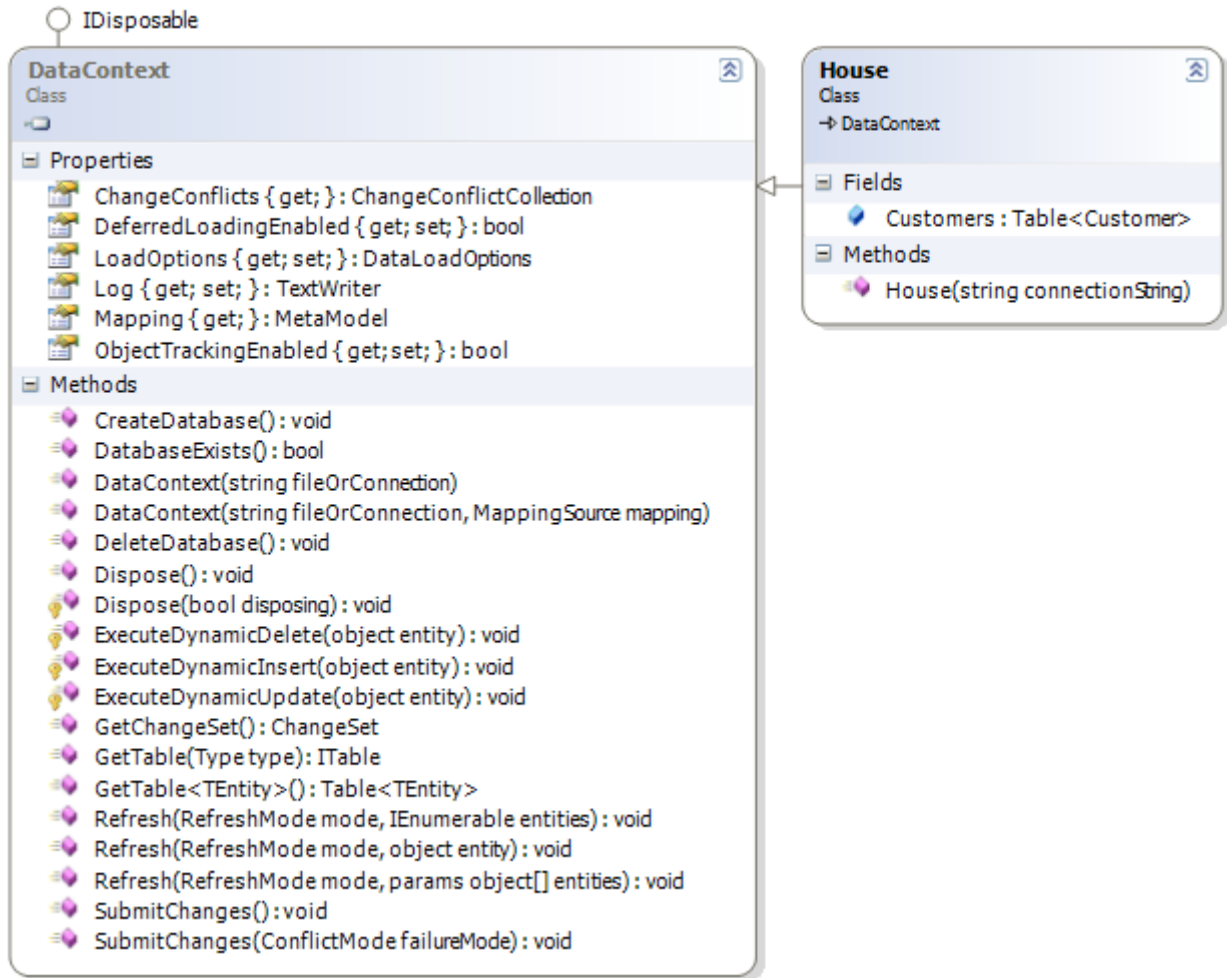 IDisposable
DataContext
Class
Properties
ChangeConflicts { get; } : ChangeConflictCollection
DeferredLoadingEnabled { get; set; } : bool
LoadOptions { get; set; } : DataLoadOptions
Log { get; set; } : TextWriter
Mapping { get; } : MetaModel
ObjectTrackingEnabled { get; set; } : bool
Methods
CreateDatabase() : void
DatabaseExists() : bool
DataContext(string fileOrConnection)
DataContext(string fileOrConnection, MappingSource mapping)
DeleteDatabase() : void
Dispose() : void
Dispose(bool disposing) : void
ExecuteDynamicDelete(object entity) : void
ExecuteDynamicInsert(object entity) : void
ExecuteDynamicUpdate(object entity) : void
GetChangeSet() : ChangeSet
GetTable(Type type) : ITable
GetTable<TEntity>() : Table<TEntity>
Refresh(RefreshMode mode, IEnumerable entities) : void
Refresh(RefreshMode mode, object entity) : void
Refresh(RefreshMode mode, params object[] entities) : void
SubmitChanges() : void
SubmitChanges(ConflictMode failureMode) : void
House
Class
DataContext
Fields
Customers : Table<Customer>
Methods
House(string connectionString)